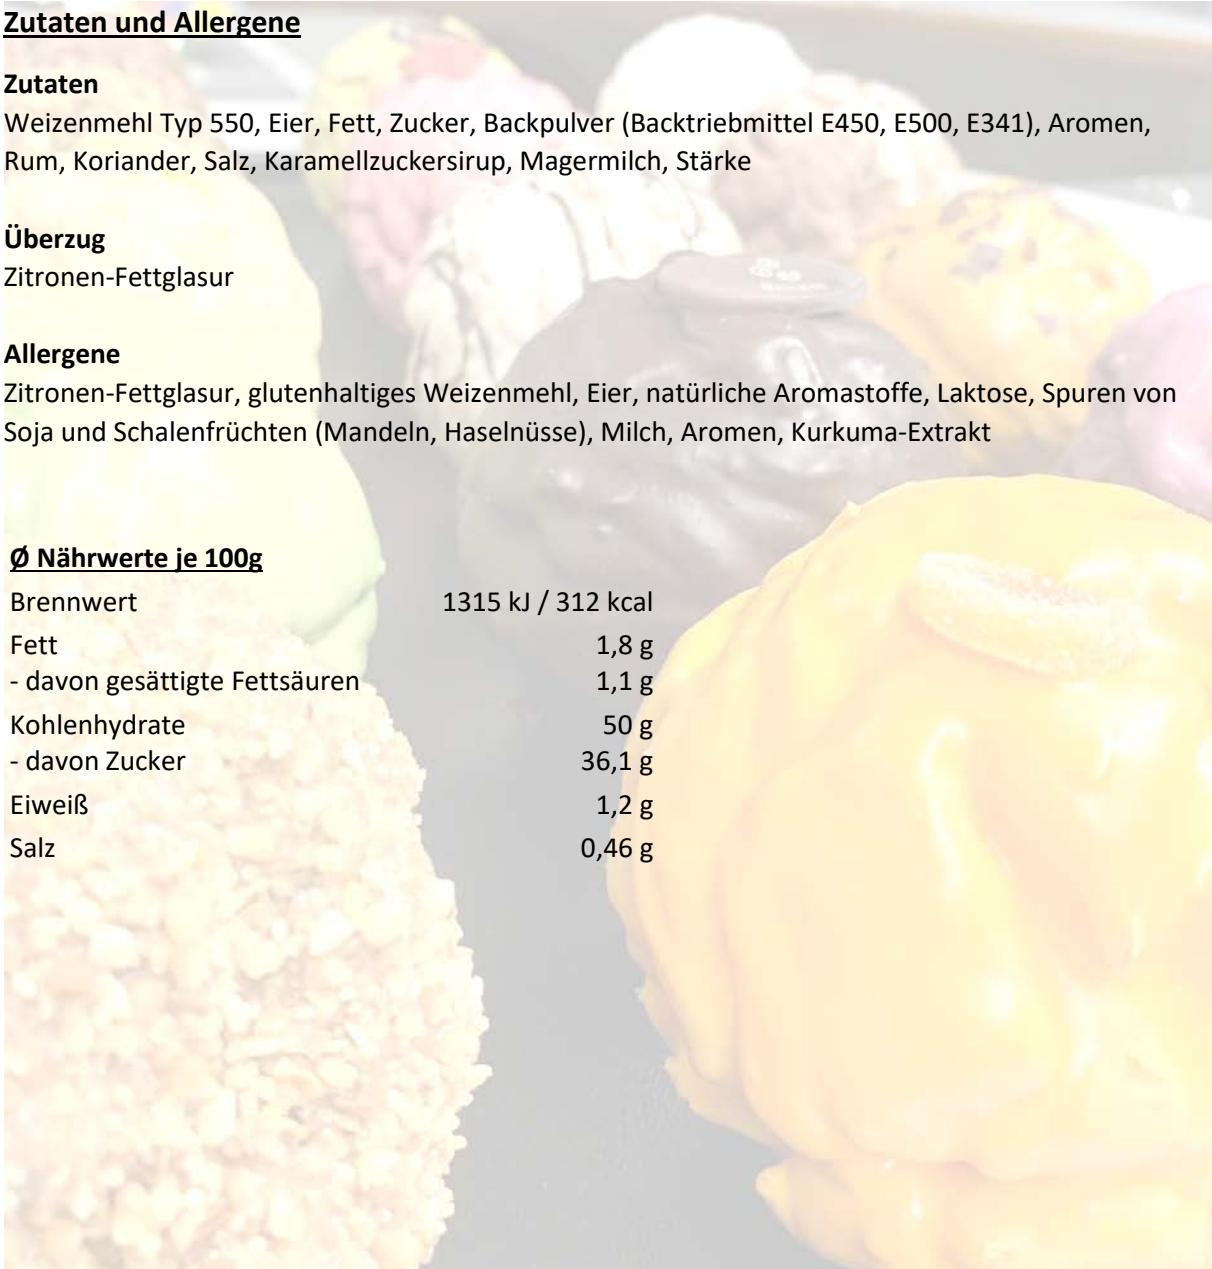 Zutaten und Allergene
Zutaten
Weizenmehl Typ 550, Eier, Fett, Zucker, Backpulver (Backtriebmittel E450, E500, E341), Aromen,
Rum, Koriander, Salz, Karamellzuckersirup, Magermilch, Stärke
Überzug
Zitronen-Fettglasur
Allergene
Zitronen-Fettglasur, glutenhaltiges Weizenmehl, Eier, natürliche Aromastoffe, Laktose, Spuren von
Soja und Schalenfrüchten (Mandeln, Haselnüsse), Milch, Aromen, Kurkuma-Extrakt
Ø Nährwerte je 100g
Brennwert 1315 kJ / 312 kcal
Fett 1,8 g
- davon gesättigte Fettsäuren 1,1 g
Kohlenhydrate 50 g
- davon Zucker 36,1 g
Eiweiß 1,2 g
Salz 0,46 g